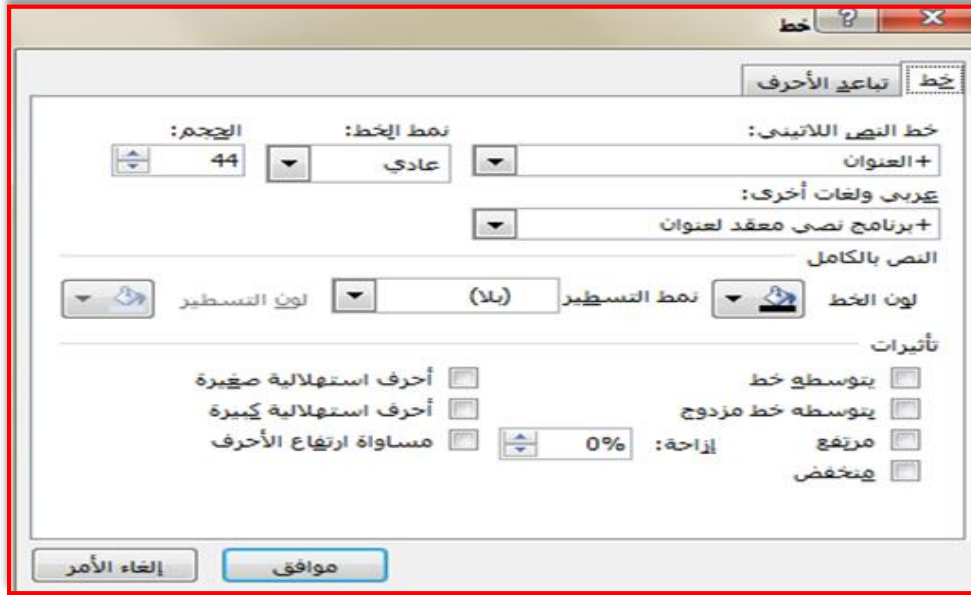 خط
خط تباعد الأحرف
خط النص اللاتيني: نمط الخط: الحجم:
+العنوان عادي 44
عربي ولغات أخرى:
+برنامج نصي معقد لعنوان
النص بالكامل
لون الخط نمط التسطير (بلا) لون التسطير
تأثيرات
يتوسطه خط أحرف استهلالية صغيرة
يتوسطه خط مزدوج أحرف استهلالية كبيرة
مرتفع إزاحة: 0% مساواة ارتفاع الأحرف
منخفض
موافق إلغاء الأمر